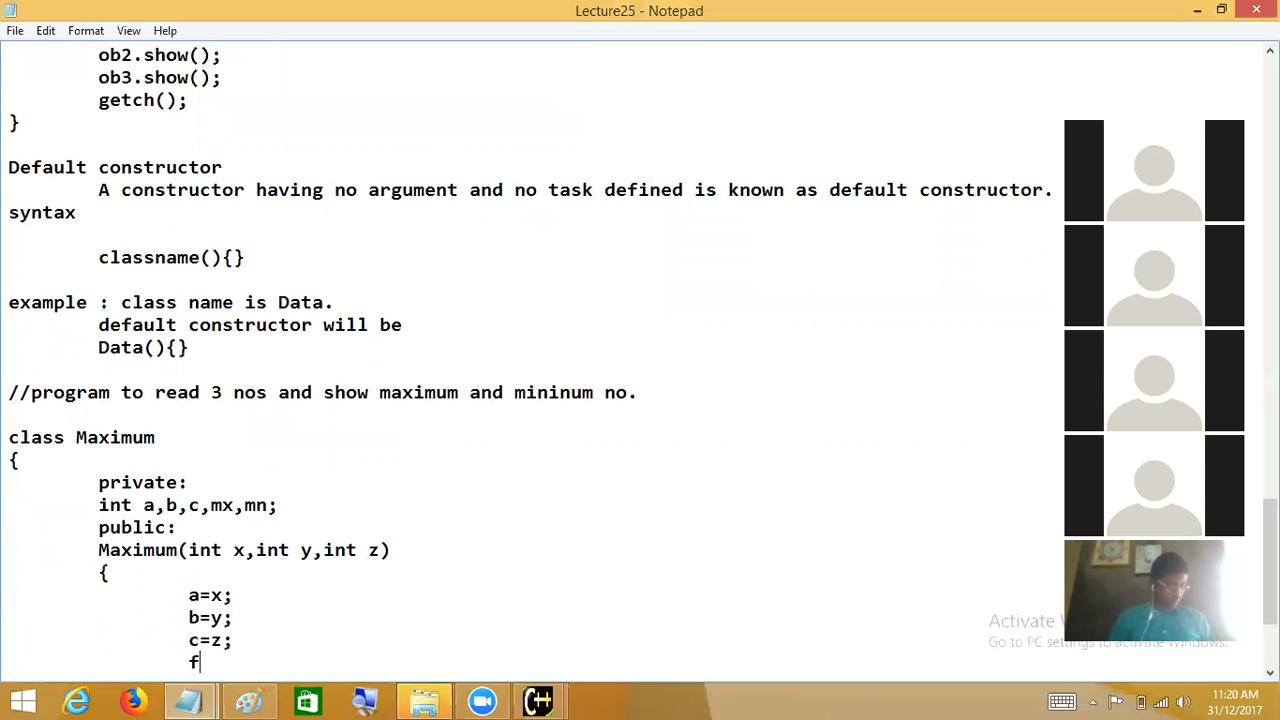 Lecture25 - Notepad
File Edit Format View Help
ob2.show();
ob3.show();
getch();
}
Default constructor
A constructor having no argument and no task defined is known as default constructor.
syntax
classname(){}
example : class name is Data.
default constructor will be
Data(){}
//program to read 3 nos and show maximum and mininum no.
class Maximum
{
private:
int a,b,c,mx,mn;
public:
Maximum(int x,int y,int z)
{
a=x;
b=y;
c=z;
f
Activate
Go to PC settings to activate Windows.
C++
11:20 AM
31/12/2017